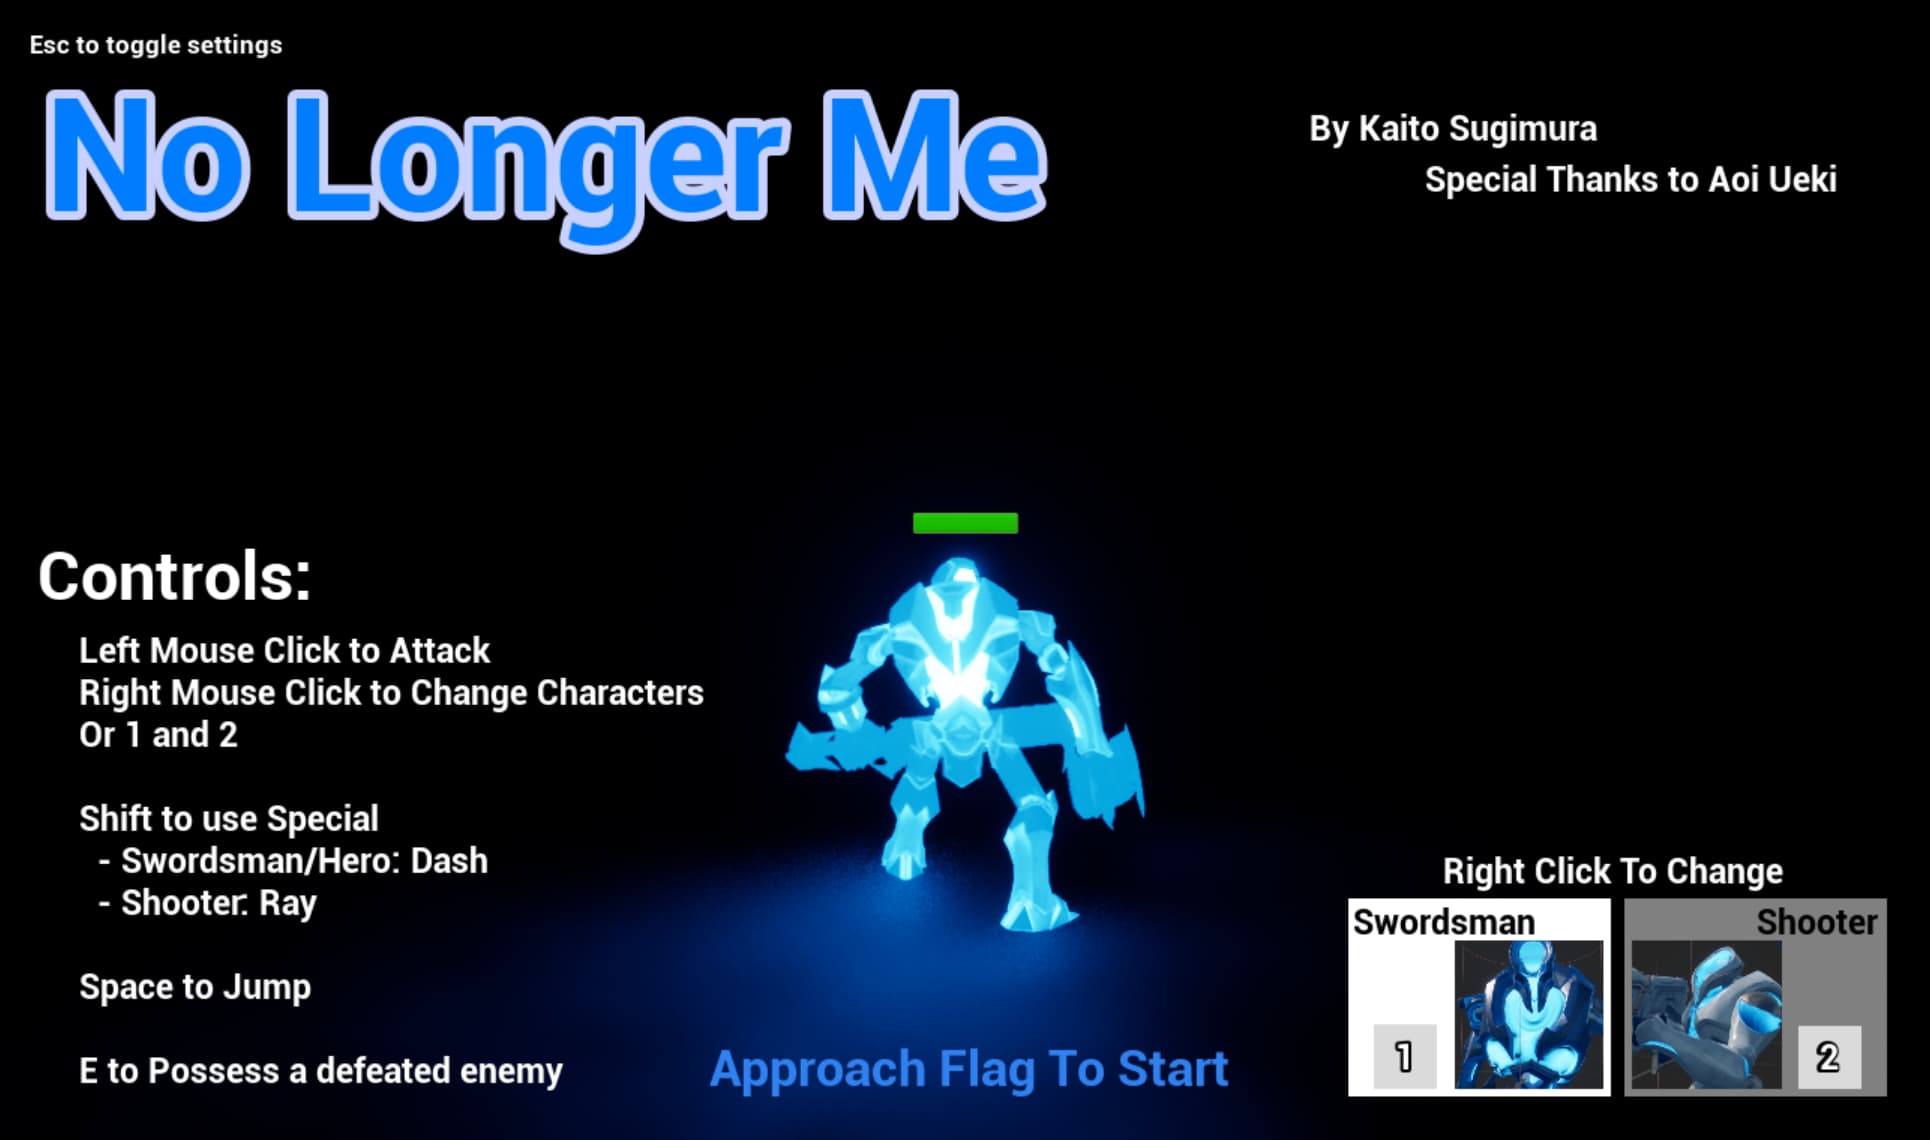 Esc to toggle settings
No Longer Me
By Kaito Sugimura
Special Thanks to Aoi Ueki
Controls:
Left Mouse Click to Attack
Right Mouse Click to Change Characters
Or 1 and 2
Shift to use Special
- Swordsman/Hero: Dash
- Shooter: Ray
Space to Jump
E to Possess a defeated enemy
Approach Flag To Start
Right Click To Change
Swordsman
1
Shooter
2